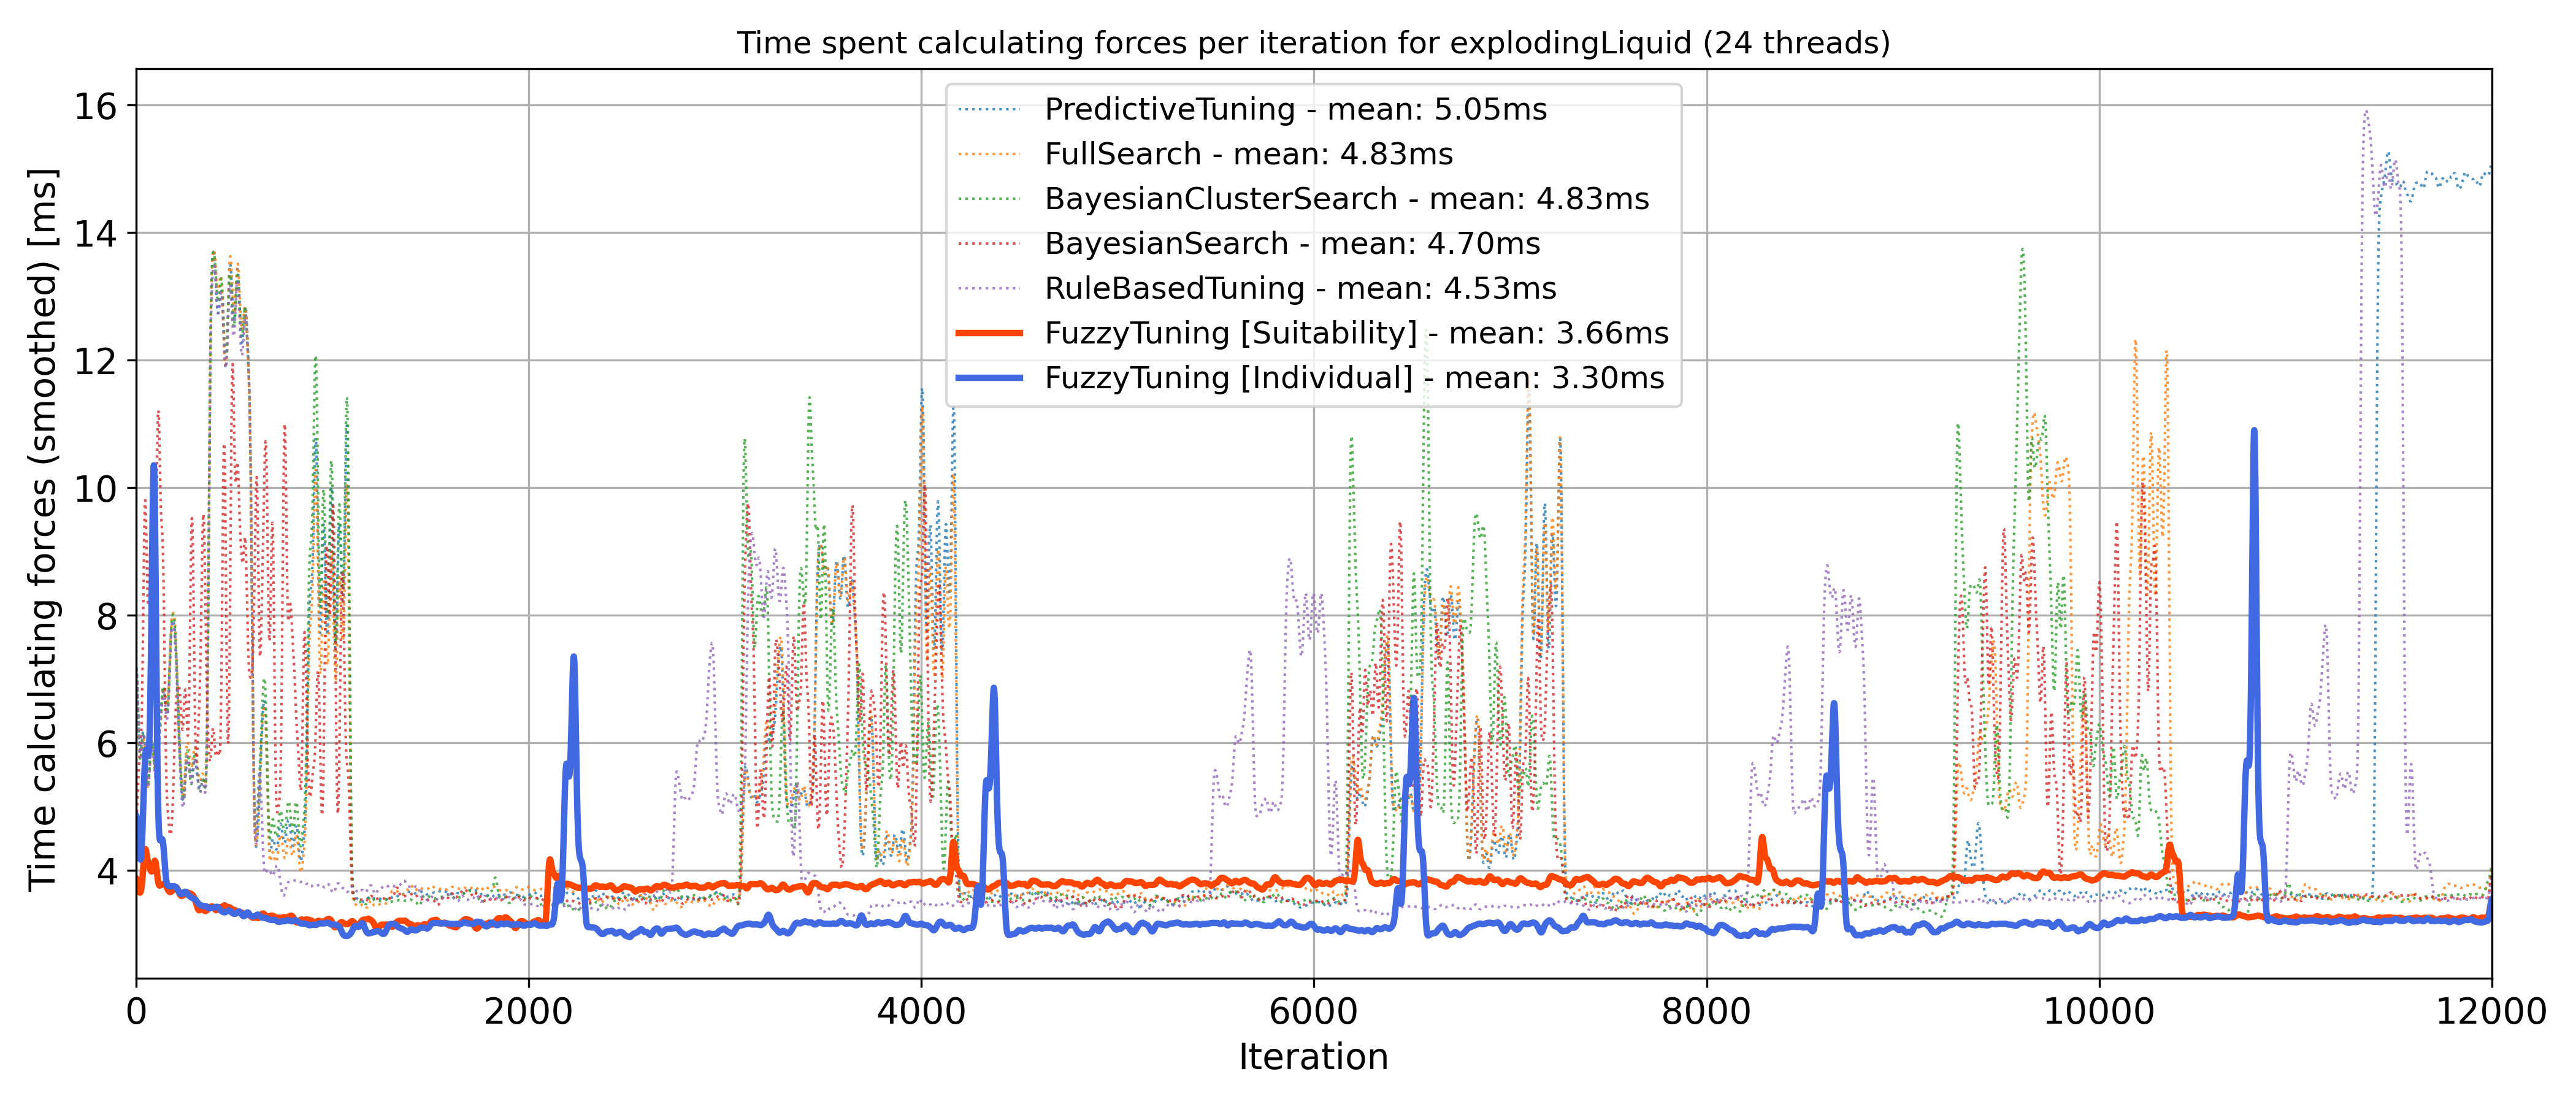 Time spent calculating forces per iteration for explodingLiquid (24 threads)
Time calculating forces (smoothed) [ms]
16
14
12
10
8
6
4
PredictiveTuning - mean: 5.05ms
FullSearch - mean: 4.83ms
BayesianClusterSearch - mean: 4.83ms
BayesianSearch - mean: 4.70ms
RuleBasedTuning - mean: 4.53ms
FuzzyTuning [Suitability] - mean: 3.66ms
FuzzyTuning [Individual] - mean: 3.30ms
0 2000 4000 6000 8000 10000 12000
Iteration